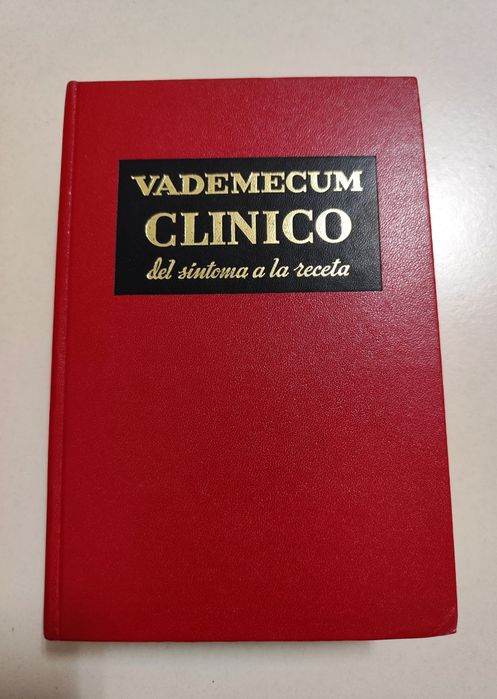 VADEMECUM
CLINICO
del síntoma a la receta